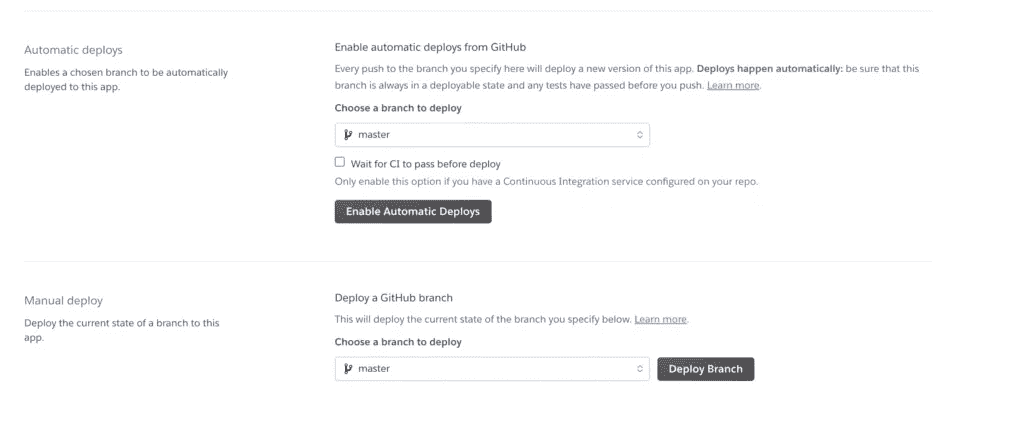 Automatic deploys
Enables a chosen branch to be automatically
deployed to this app.
Enable automatic deploys from GitHub
Every push to the branch you specify here will deploy a new version of this app. Deploys happen automatically: be sure that this
branch is always in a deployable state and any tests have passed before you push. Learn more.
Choose a branch to deploy
master
Wait for CI to pass before deploy
Only enable this option if you have a Continuous Integration service configured on your repo.
Enable Automatic Deploys
Manual deploy
Deploy the current state of a branch to this
app.
Deploy a GitHub branch
This will deploy the current state of the branch you specify below. Learn more.
Choose a branch to deploy
master
Deploy Branch